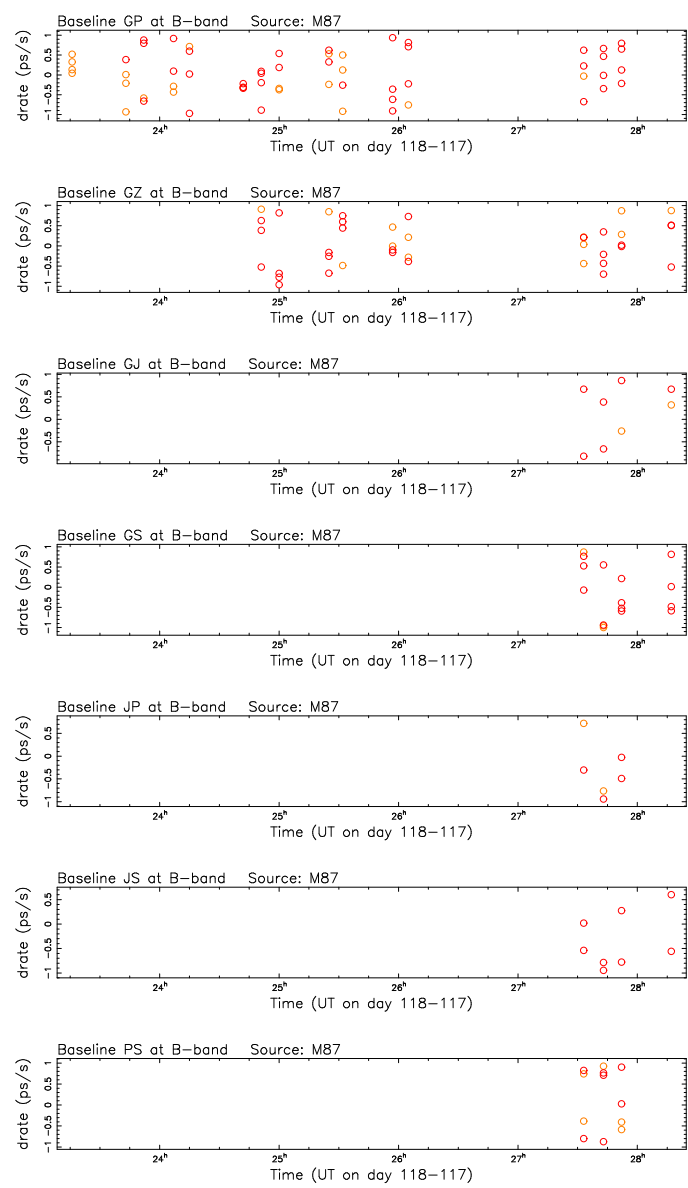 Baseline GP at B-band Source: M87
drate (ps/s)
-1 -0.5 0 0.5 1
25h 26h 27h 28h
Time (UT on day 118-117)
Baseline GZ at B-band Source: M87
drate (ps/s)
-1 -0.5 0 0.5 1
24h 25h 26h 27h 28h
Time (UT on day 118-117)
Baseline GJ at B-band Source: M87
drate (ps/s)
-0.5 0 0.5 1
24h 25h 26h 27h 28h
Time (UT on day 118-117)
Baseline GS at B-band Source: M87
drate (ps/s)
-1 -0.5 0 0.5 1
24h 25h 26h 27h 28h
Time (UT on day 118-117)
Baseline JP at B-band Source: M87
drate (ps/s)
-1 -0.5 0 0.5
24h 25h 26h 27h 28h
Time (UT on day 118-117)
Baseline JS at B-band Source: M87
drate (ps/s)
-1 -0.5 0 0.5
24h 25h 26h 27h 28h
Time (UT on day 118-117)
Baseline PS at B-band Source: M87
drate (ps/s)
-1 -0.5 0 0.5 1
24h 25h 26h 27h 28h
Time (UT on day 118-117)